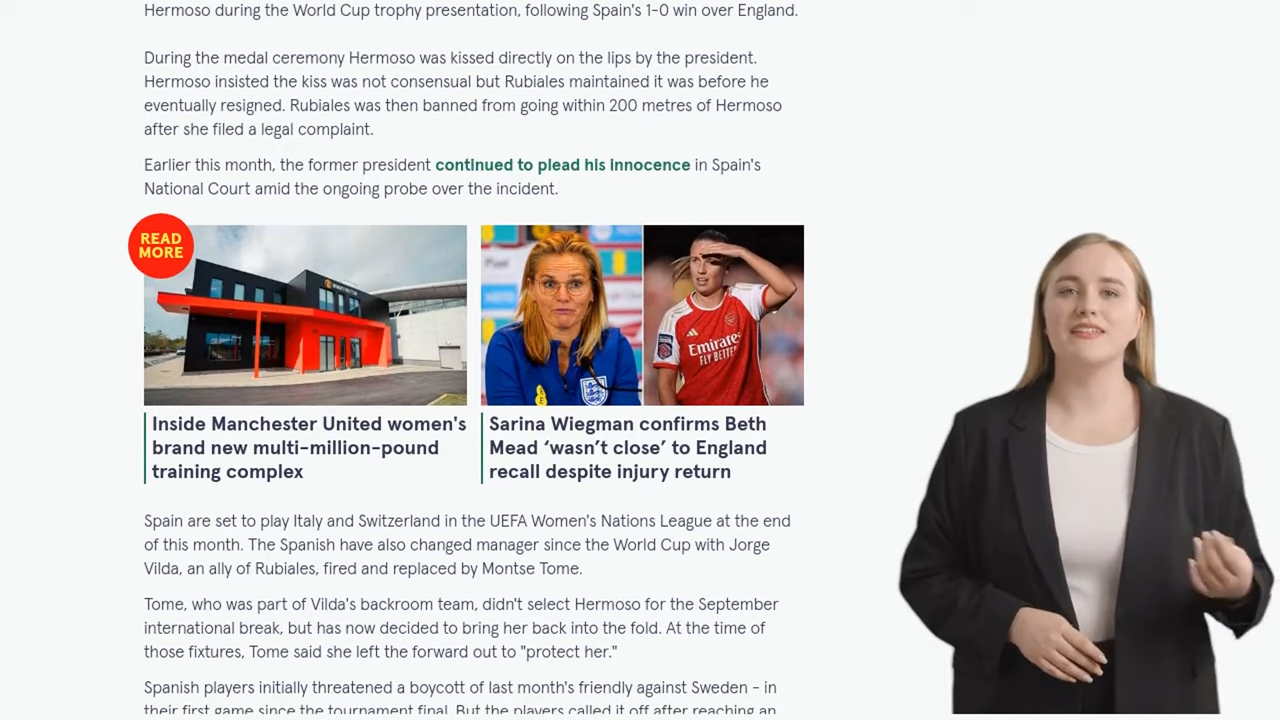 Hermoso during the World Cup trophy presentation, following Spain's 1-0 win over England.
During the medal ceremony Hermoso was kissed directly on the lips by the president.
Hermoso insisted the kiss was not consensual but Rubiales maintained it was before he
eventually resigned. Rubiales was then banned from going within 200 metres of Hermoso
after she filed a legal complaint.
Earlier this month, the former president continued to plead his innocence in Spain's
National Court amid the ongoing probe over the incident.
READ
MORE
Emirates
FLY BETTER
Inside Manchester United women's
brand new multi-million-pound
training complex
Sarina Wiegman confirms Beth
Mead ‘wasn’t close’ to England
recall despite injury return
Spain are set to play Italy and Switzerland in the UEFA Women's Nations League at the end
of this month. The Spanish have also changed manager since the World Cup with Jorge
Vilda, an ally of Rubiales, fired and replaced by Montse Tome.
Tome, who was part of Vilda's backroom team, didn't select Hermoso for the September
international break, but has now decided to bring her back into the fold. At the time of
those fixtures, Tome said she left the forward out to "protect her."
Spanish players initially threatened a boycott of last month's friendly against Sweden - in
their first game since the tournament final. But the players called it off after reaching an